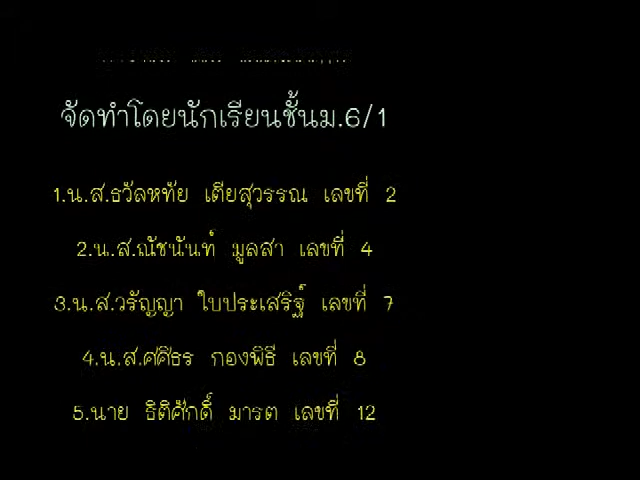 จัดทำโดยนักเรียนชั้นม.6/1
1.น.ส.ธวัลหทัย เตียสุวรรณ เลขที่ 2
2.น.ส.ณัชนันท์ มูลสา เลขที่ 4
3.น.ส.วรัญญา ใบประเสริฐ์ เลขที่ 7
4.น.ส.ศศิธร กองพิธี เลขที่ 8
5.นาย ธิติศักดิ์ มารต เลขที่ 12